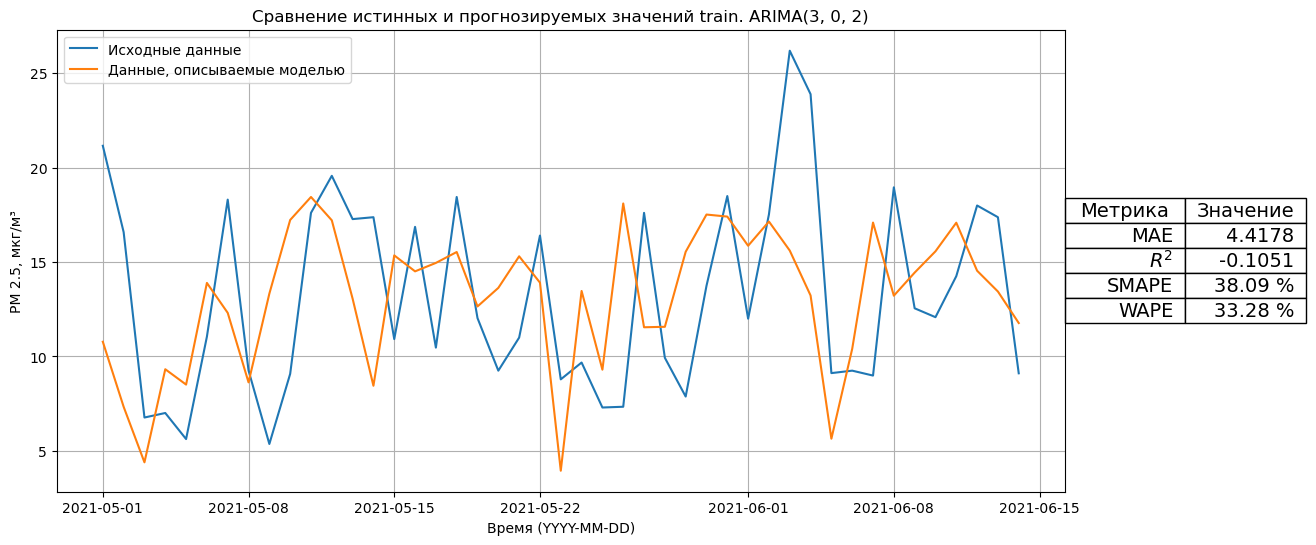 Сравнение истинных и прогнозируемых значений train. ARIMA(3, 0, 2)
Исходные данные
Данные, описываемые моделью
25
20
15
10
5
PM 2.5, мкг/м³
2021-05-01 2021-05-08 2021-05-15 2021-05-22 2021-06-01 2021-06-08 2021-06-15
Время (YYYY-MM-DD)
Метрика Значение
MAE 4.4178
R² -0.1051
SMAPE 38.09 %
WAPE 33.28 %